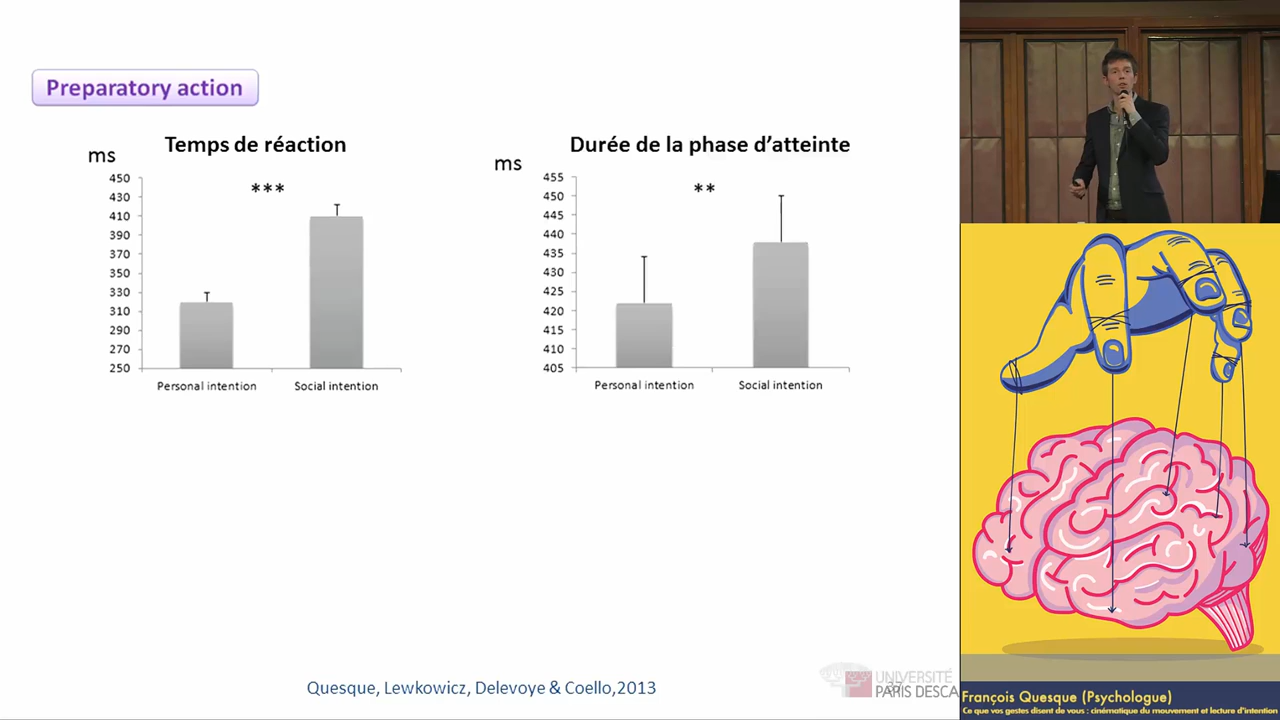 Preparatory action
Temps de réaction
ms
***
450
430
410
390
370
350
330
310
290
270
250
Personal intention
Social intention
Durée de la phase d’atteinte
ms
**
455
450
445
440
435
430
425
420
415
410
405
Personal intention
Social intention
Quesque, Lewkowicz, Delevoye & Coello,2013
UNIVERSITÉ
PARIS DESCA
François Quesque (Psychologue)
Ce que vos gestes disent de vous : cinématique du mouvement et lecture d'intention